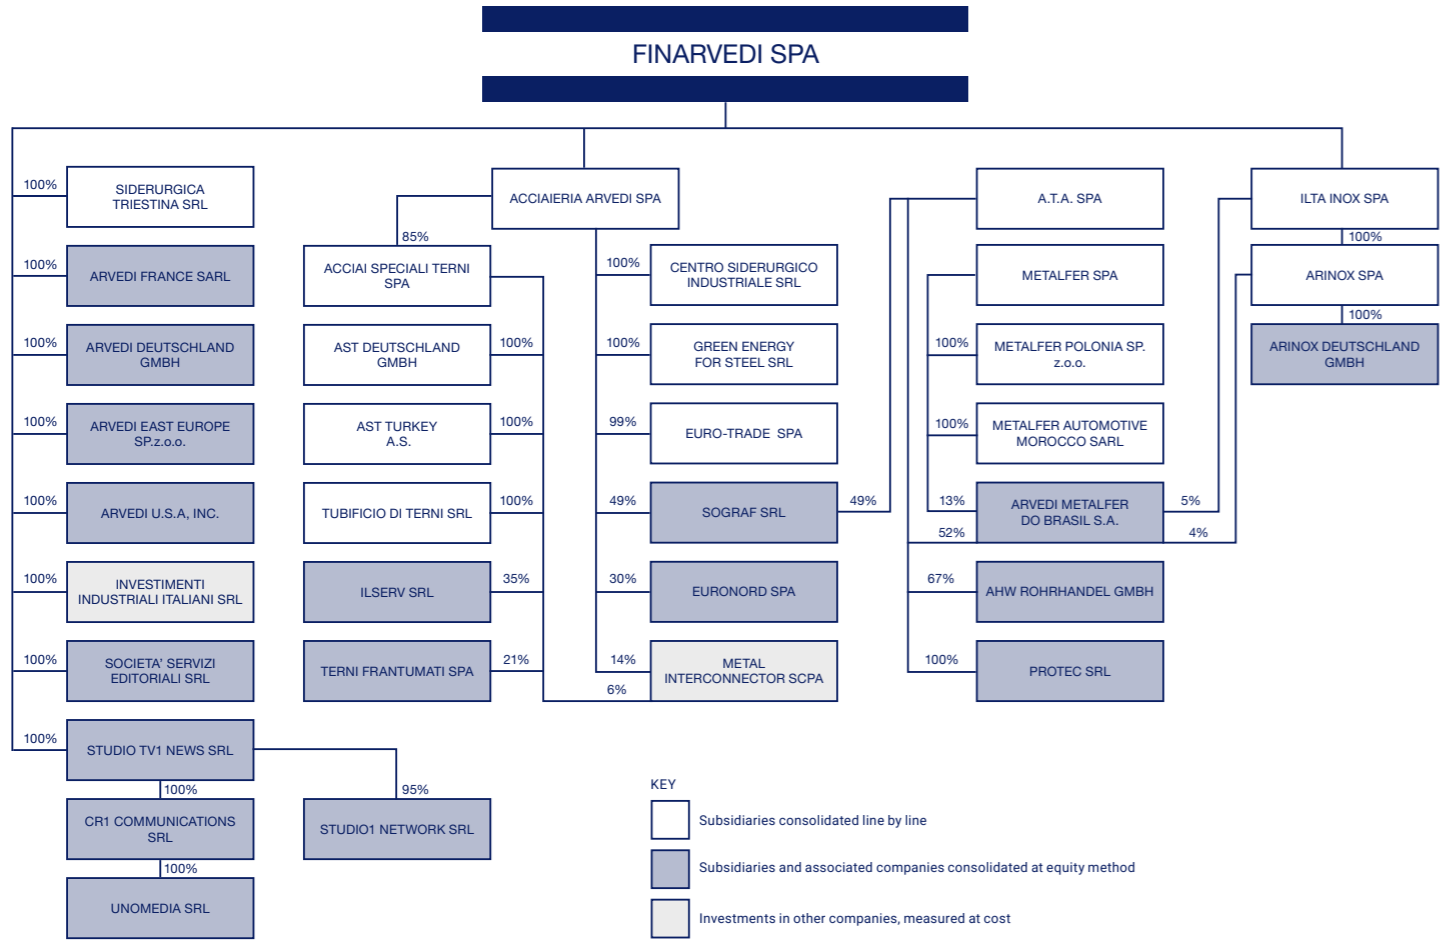 FINARVEDI SPA
100%
SIDERURGICA
TRIESTINA SRL
100%
ARVEDI FRANCE SARL
100%
ARVEDI DEUTSCHLAND
GMBH
100%
ARVEDI EAST EUROPE
SP.z.o.o.
100%
ARVEDI U.S.A, INC.
100%
INVESTIMENTI
INDUSTRIALI ITALIANI SRL
100%
SOCIETA' SERVIZI
EDITORIALI SRL
100%
STUDIO TV1 NEWS SRL
100%
CR1 COMMUNICATIONS
SRL
100%
UNOMEDIA SRL
95%
STUDIO1 NETWORK SRL
ACCIAIERIA ARVEDI SPA
85%
ACCIAI SPECIALI TERNI
SPA
AST DEUTSCHLAND
GMBH
100%
AST TURKEY
A.S.
100%
TUBIFICIO DI TERNI SRL
100%
ILSERV SRL
35%
TERNI FRANTUMATI SPA
21%
100%
CENTRO SIDERURGICO
INDUSTRIALE SRL
100%
GREEN ENERGY
FOR STEEL SRL
99%
EURO-TRADE SPA
49%
SOGRAF SRL
49%
30%
EURONORD SPA
14%
METAL
INTERCONNECTOR SCPA
6%
A.T.A. SPA
METALFER SPA
100%
METALFER POLONIA SP.
z.o.o.
100%
METALFER AUTOMOTIVE
MOROCCO SARL
13%
ARVEDI METALFER
DO BRASIL S.A.
5%
52%
4%
67%
AHW ROHRHANDEL GMBH
100%
PROTEC SRL
ILTA INOX SPA
100%
ARINOX SPA
100%
ARINOX DEUTSCHLAND
GMBH
KEY
Subsidiaries consolidated line by line
Subsidiaries and associated companies consolidated at equity method
Investments in other companies, measured at cost